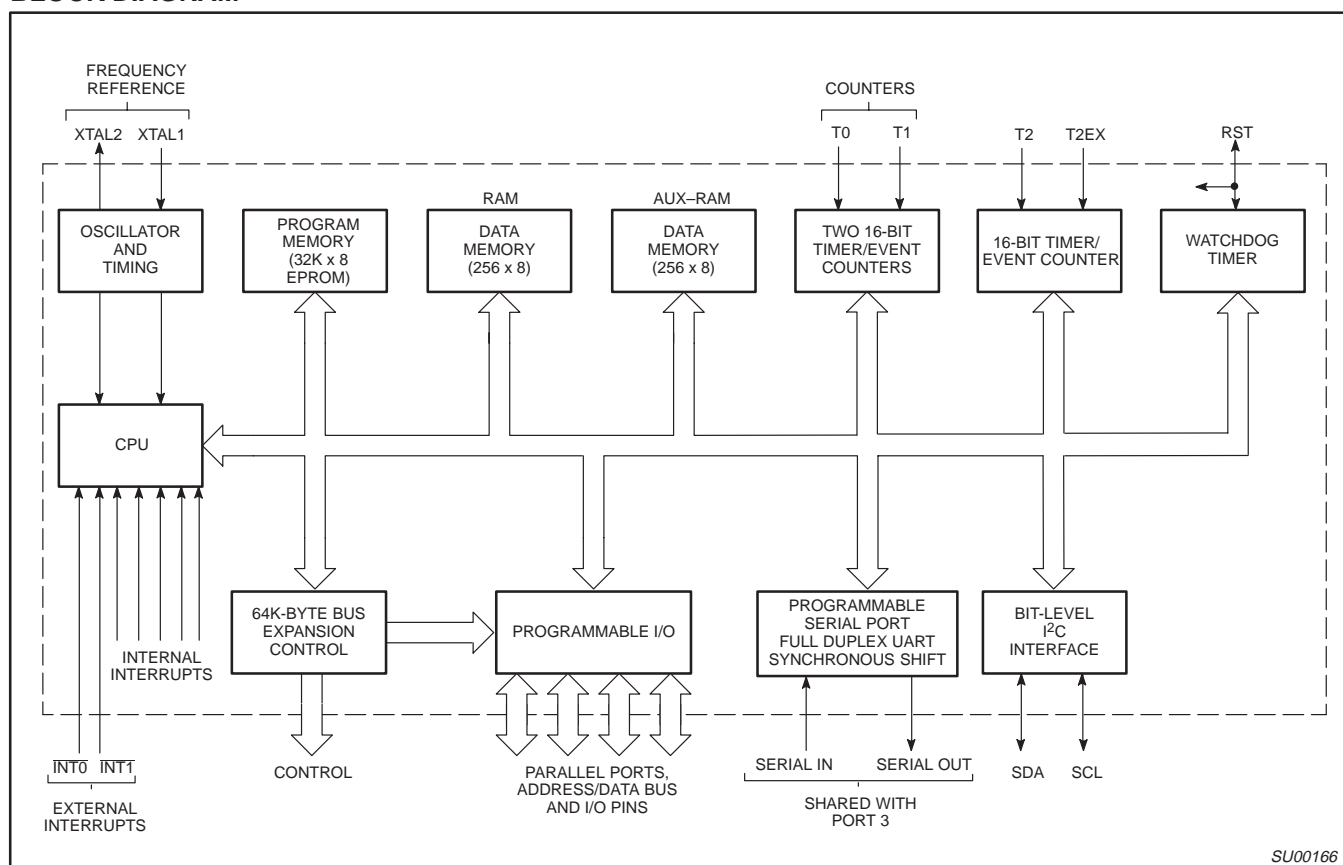 FREQUENCY
REFERENCE
XTAL2 XTAL1
COUNTERS
T0 T1
T2 T2EX
RST
OSCILLATOR
AND
TIMING
PROGRAM
MEMORY
(32K x 8
EPROM)
RAM
DATA
MEMORY
(256 x 8)
AUX–RAM
DATA
MEMORY
(256 x 8)
TWO 16-BIT
TIMER/EVENT
COUNTERS
16-BIT TIMER/
EVENT COUNTER
WATCHDOG
TIMER
CPU
INTERNAL
INTERRUPTS
64K-BYTE BUS
EXPANSION
CONTROL
PROGRAMMABLE I/O
PROGRAMMABLE
SERIAL PORT
FULL DUPLEX UART
SYNCHRONOUS SHIFT
BIT-LEVEL
I²C
INTERFACE
INT0 INT1
EXTERNAL
INTERRUPTS
CONTROL
PARALLEL PORTS,
ADDRESS/DATA BUS
AND I/O PINS
SERIAL IN SERIAL OUT
SHARED WITH
PORT 3
SDA SCL
SU00166